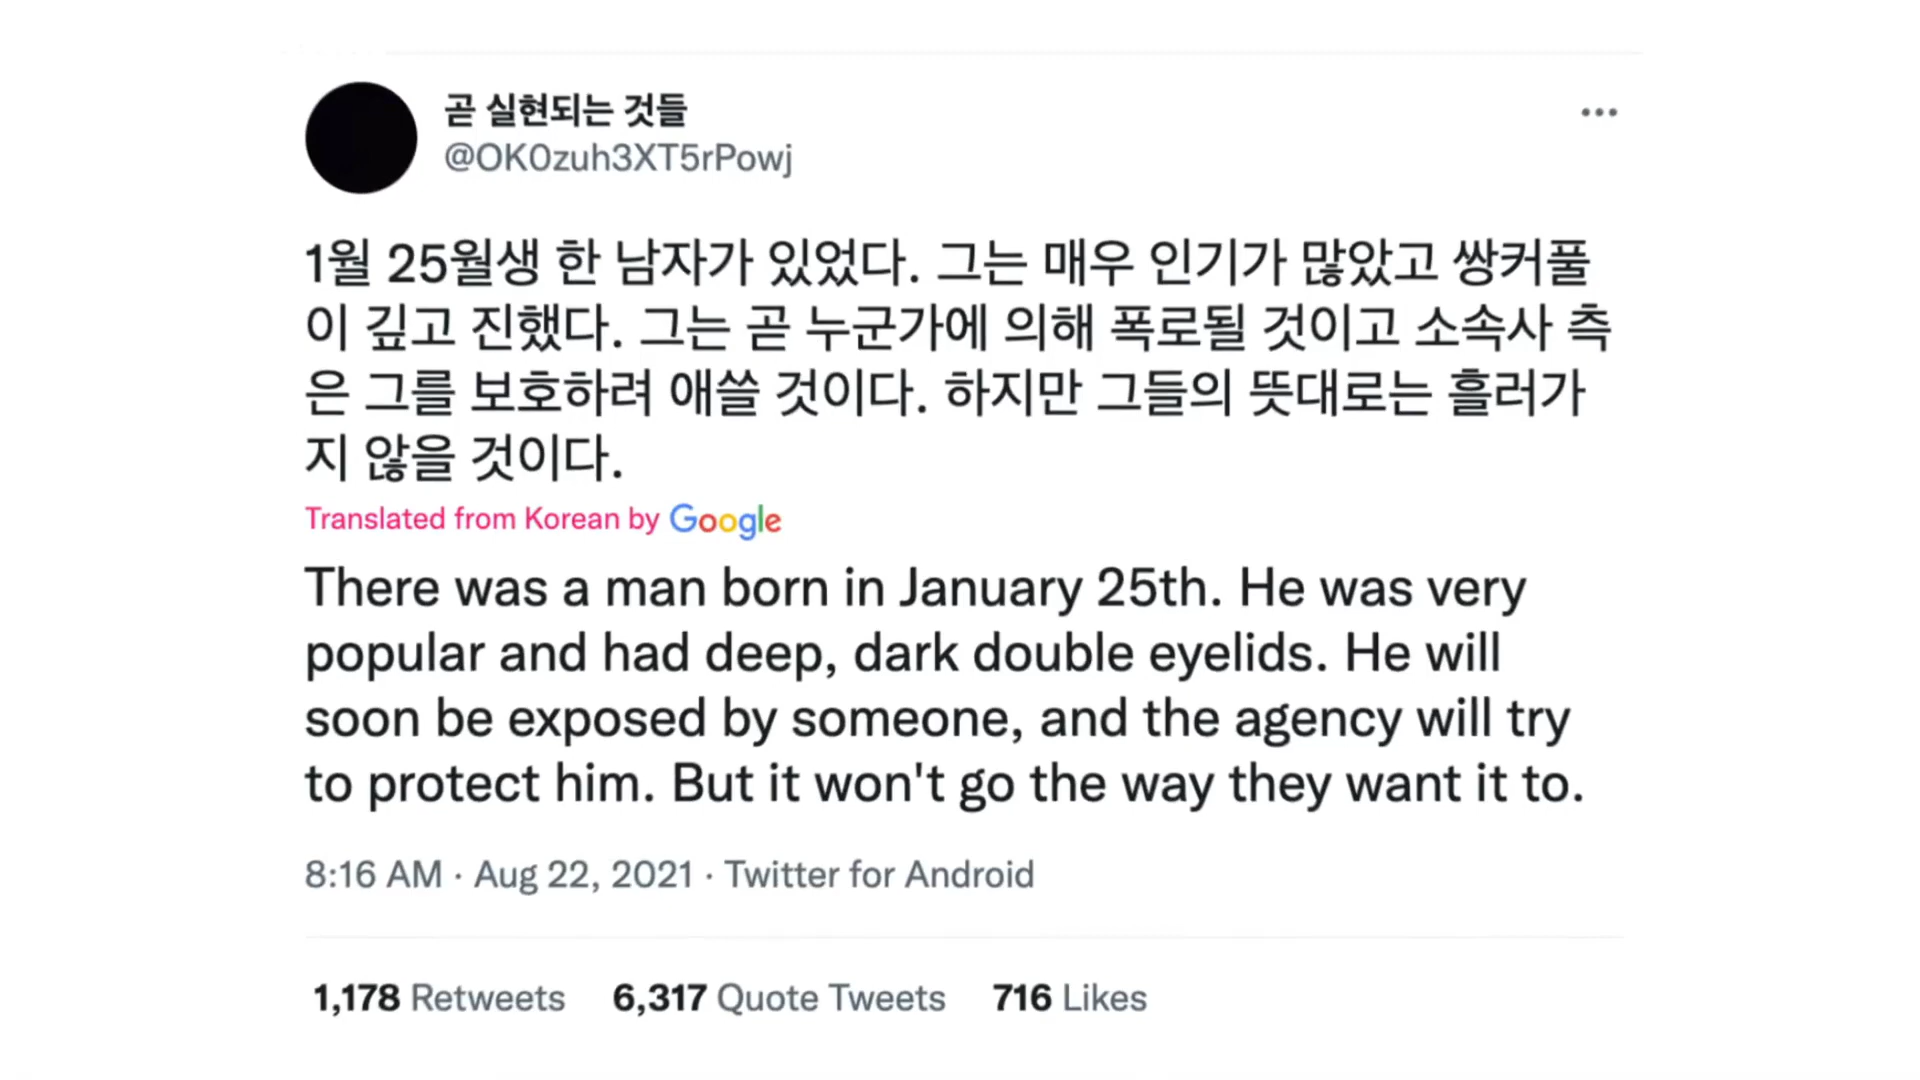 곧 실현되는 것들
@OK0zuh3XT5rPowj
1월 25월생 한 남자가 있었다. 그는 매우 인기가 많았고 쌍커풀
이 깊고 진했다. 그는 곧 누군가에 의해 폭로될 것이고 소속사 측
은 그를 보호하려 애쓸 것이다. 하지만 그들의 뜻대로는 흘러가
지 않을 것이다.
Translated from Korean by Google
There was a man born in January 25th. He was very
popular and had deep, dark double eyelids. He will
soon be exposed by someone, and the agency will try
to protect him. But it won't go the way they want it to.
8:16 AM · Aug 22, 2021 · Twitter for Android
1,178 Retweets 6,317 Quote Tweets 716 Likes